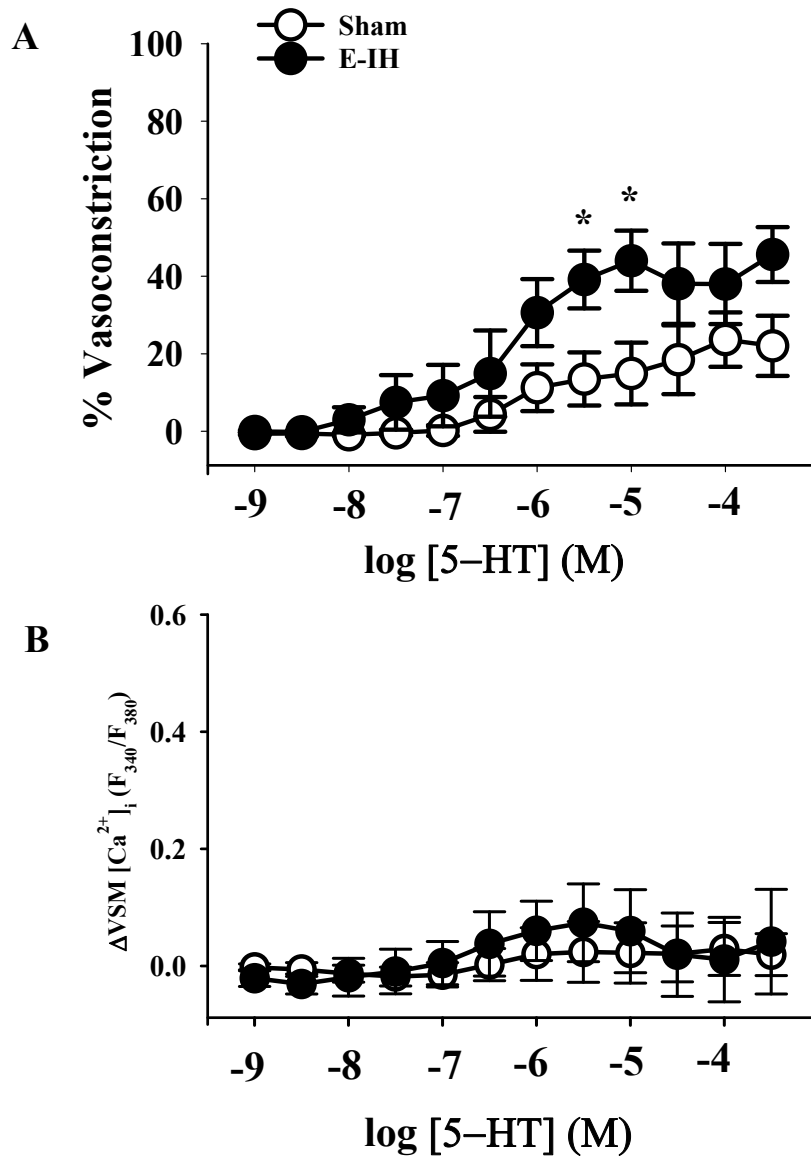 A
Sham
E-IH
100
80
60
40
20
0
% Vasoconstriction
* *
-9 -8 -7 -6 -5 -4
log [5−HT] (M)
B
0.6
0.4
0.2
0.0
ΔVSM [Ca²⁺]ᵢ (F₃₄₀/F₃₈₀)
-9 -8 -7 -6 -5 -4
log [5−HT] (M)